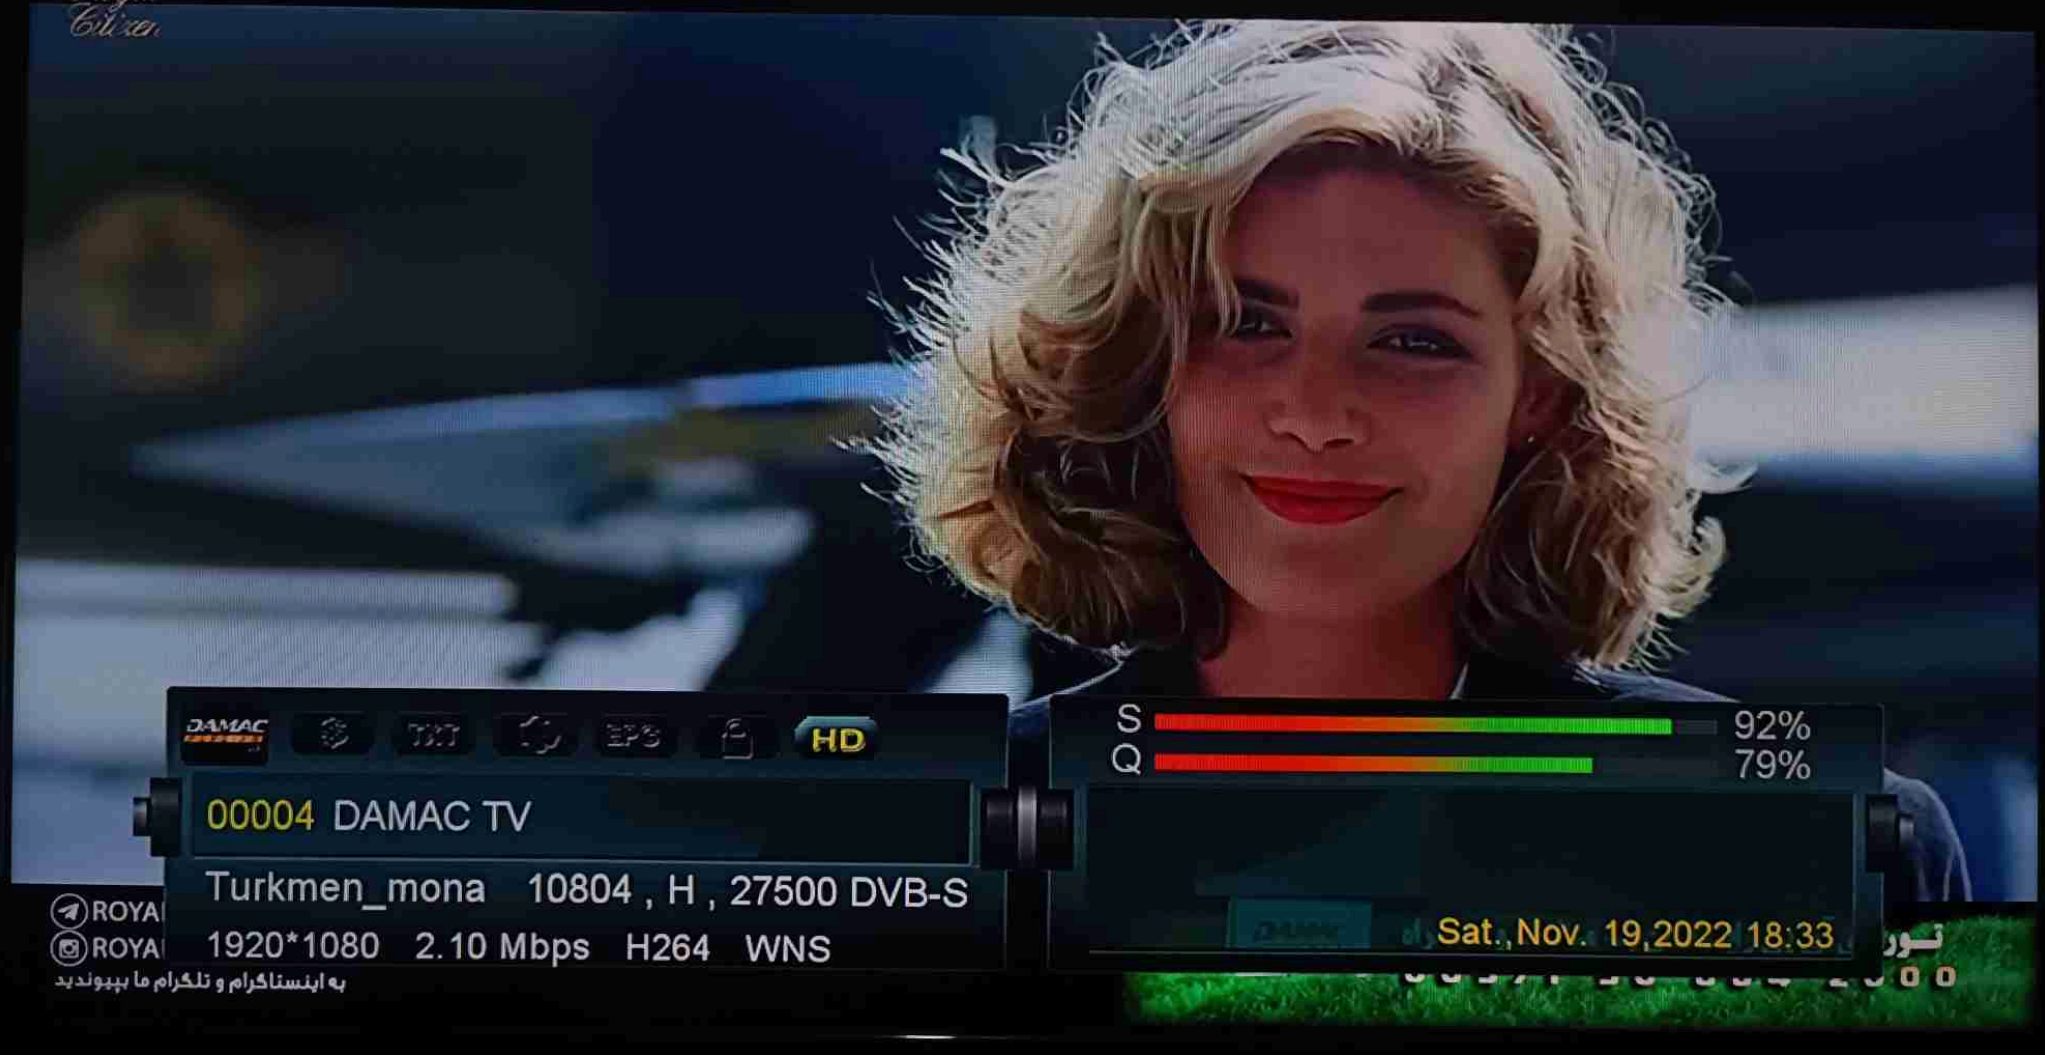 Citizen
DAMAC
TXT
EPG
HD
S 92%
Q 79%
00004 DAMAC TV
Turkmen_mona 10804 , H , 27500 DVB-S
1920*1080 2.10 Mbps H264 WNS
Sat.,Nov. 19,2022 18:33
ROYA
ROYA
به اینستاگرام و تلگرام ما بپیوندید
تور